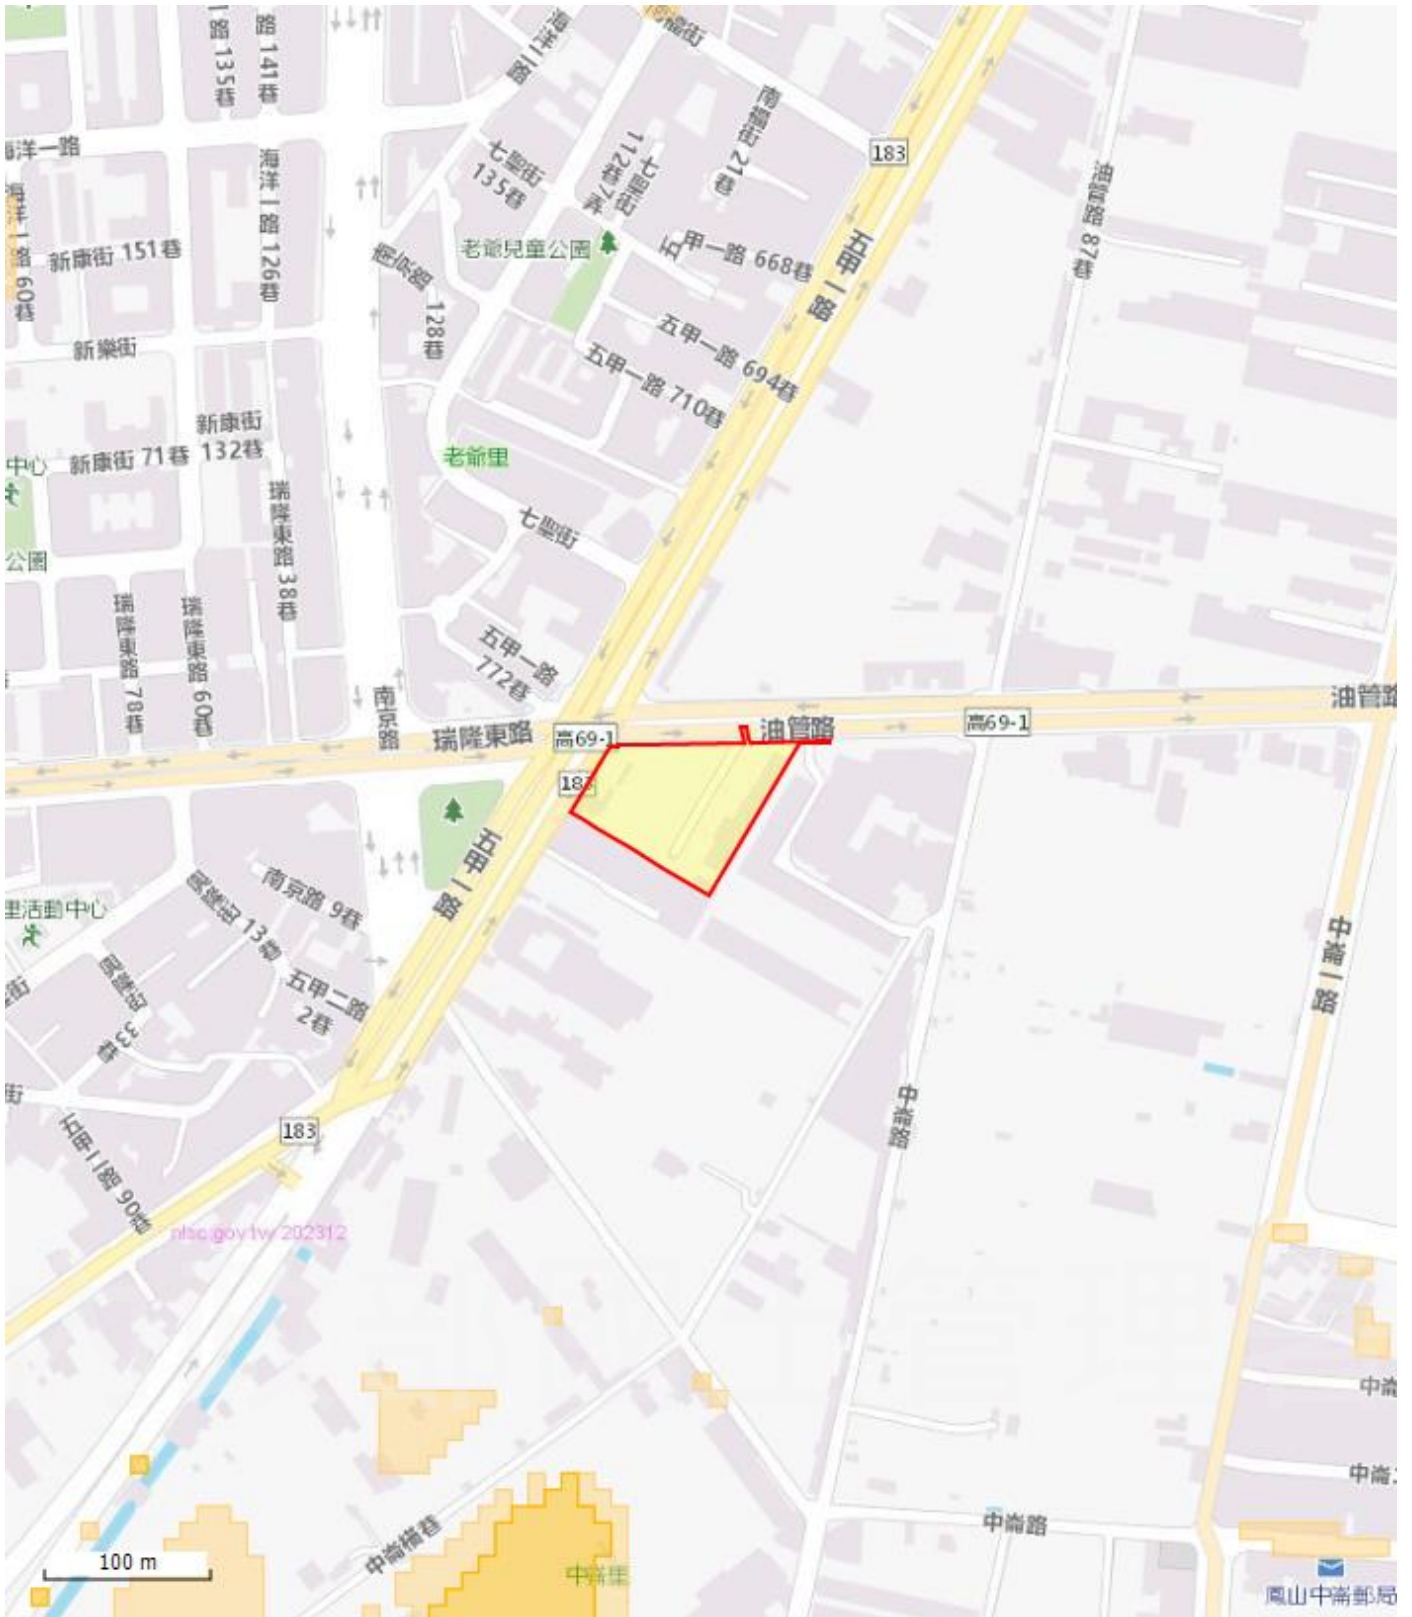 路 135巷
路 141巷
海洋二路
南福街 21巷
183
海洋一路
七聖街
135巷
七聖街
112巷7弄
海洋一路 126巷
新康街 151巷
老爺兒童公園
五甲一路 668巷
五甲一路
油管路 87巷
128巷
新樂街
五甲一路 694巷
五甲一路 710巷
新康街
132巷
中心
新康街 71巷
老爺里
瑞隆東路 38巷
七聖街
公園
瑞隆東路 78巷
瑞隆東路 60巷
五甲一路
772巷
南京路
瑞隆東路
高69-1
油管路
高69-1
油管路
183
五甲一路
南京路 9巷
里活動中心
五甲二路
2巷
中崙一路
中崙路
183
五甲二路 90巷
nlsc.gov.tw 202312
中崙路
中崙橫巷
中崙里
100 m
鳳山中崙郵局